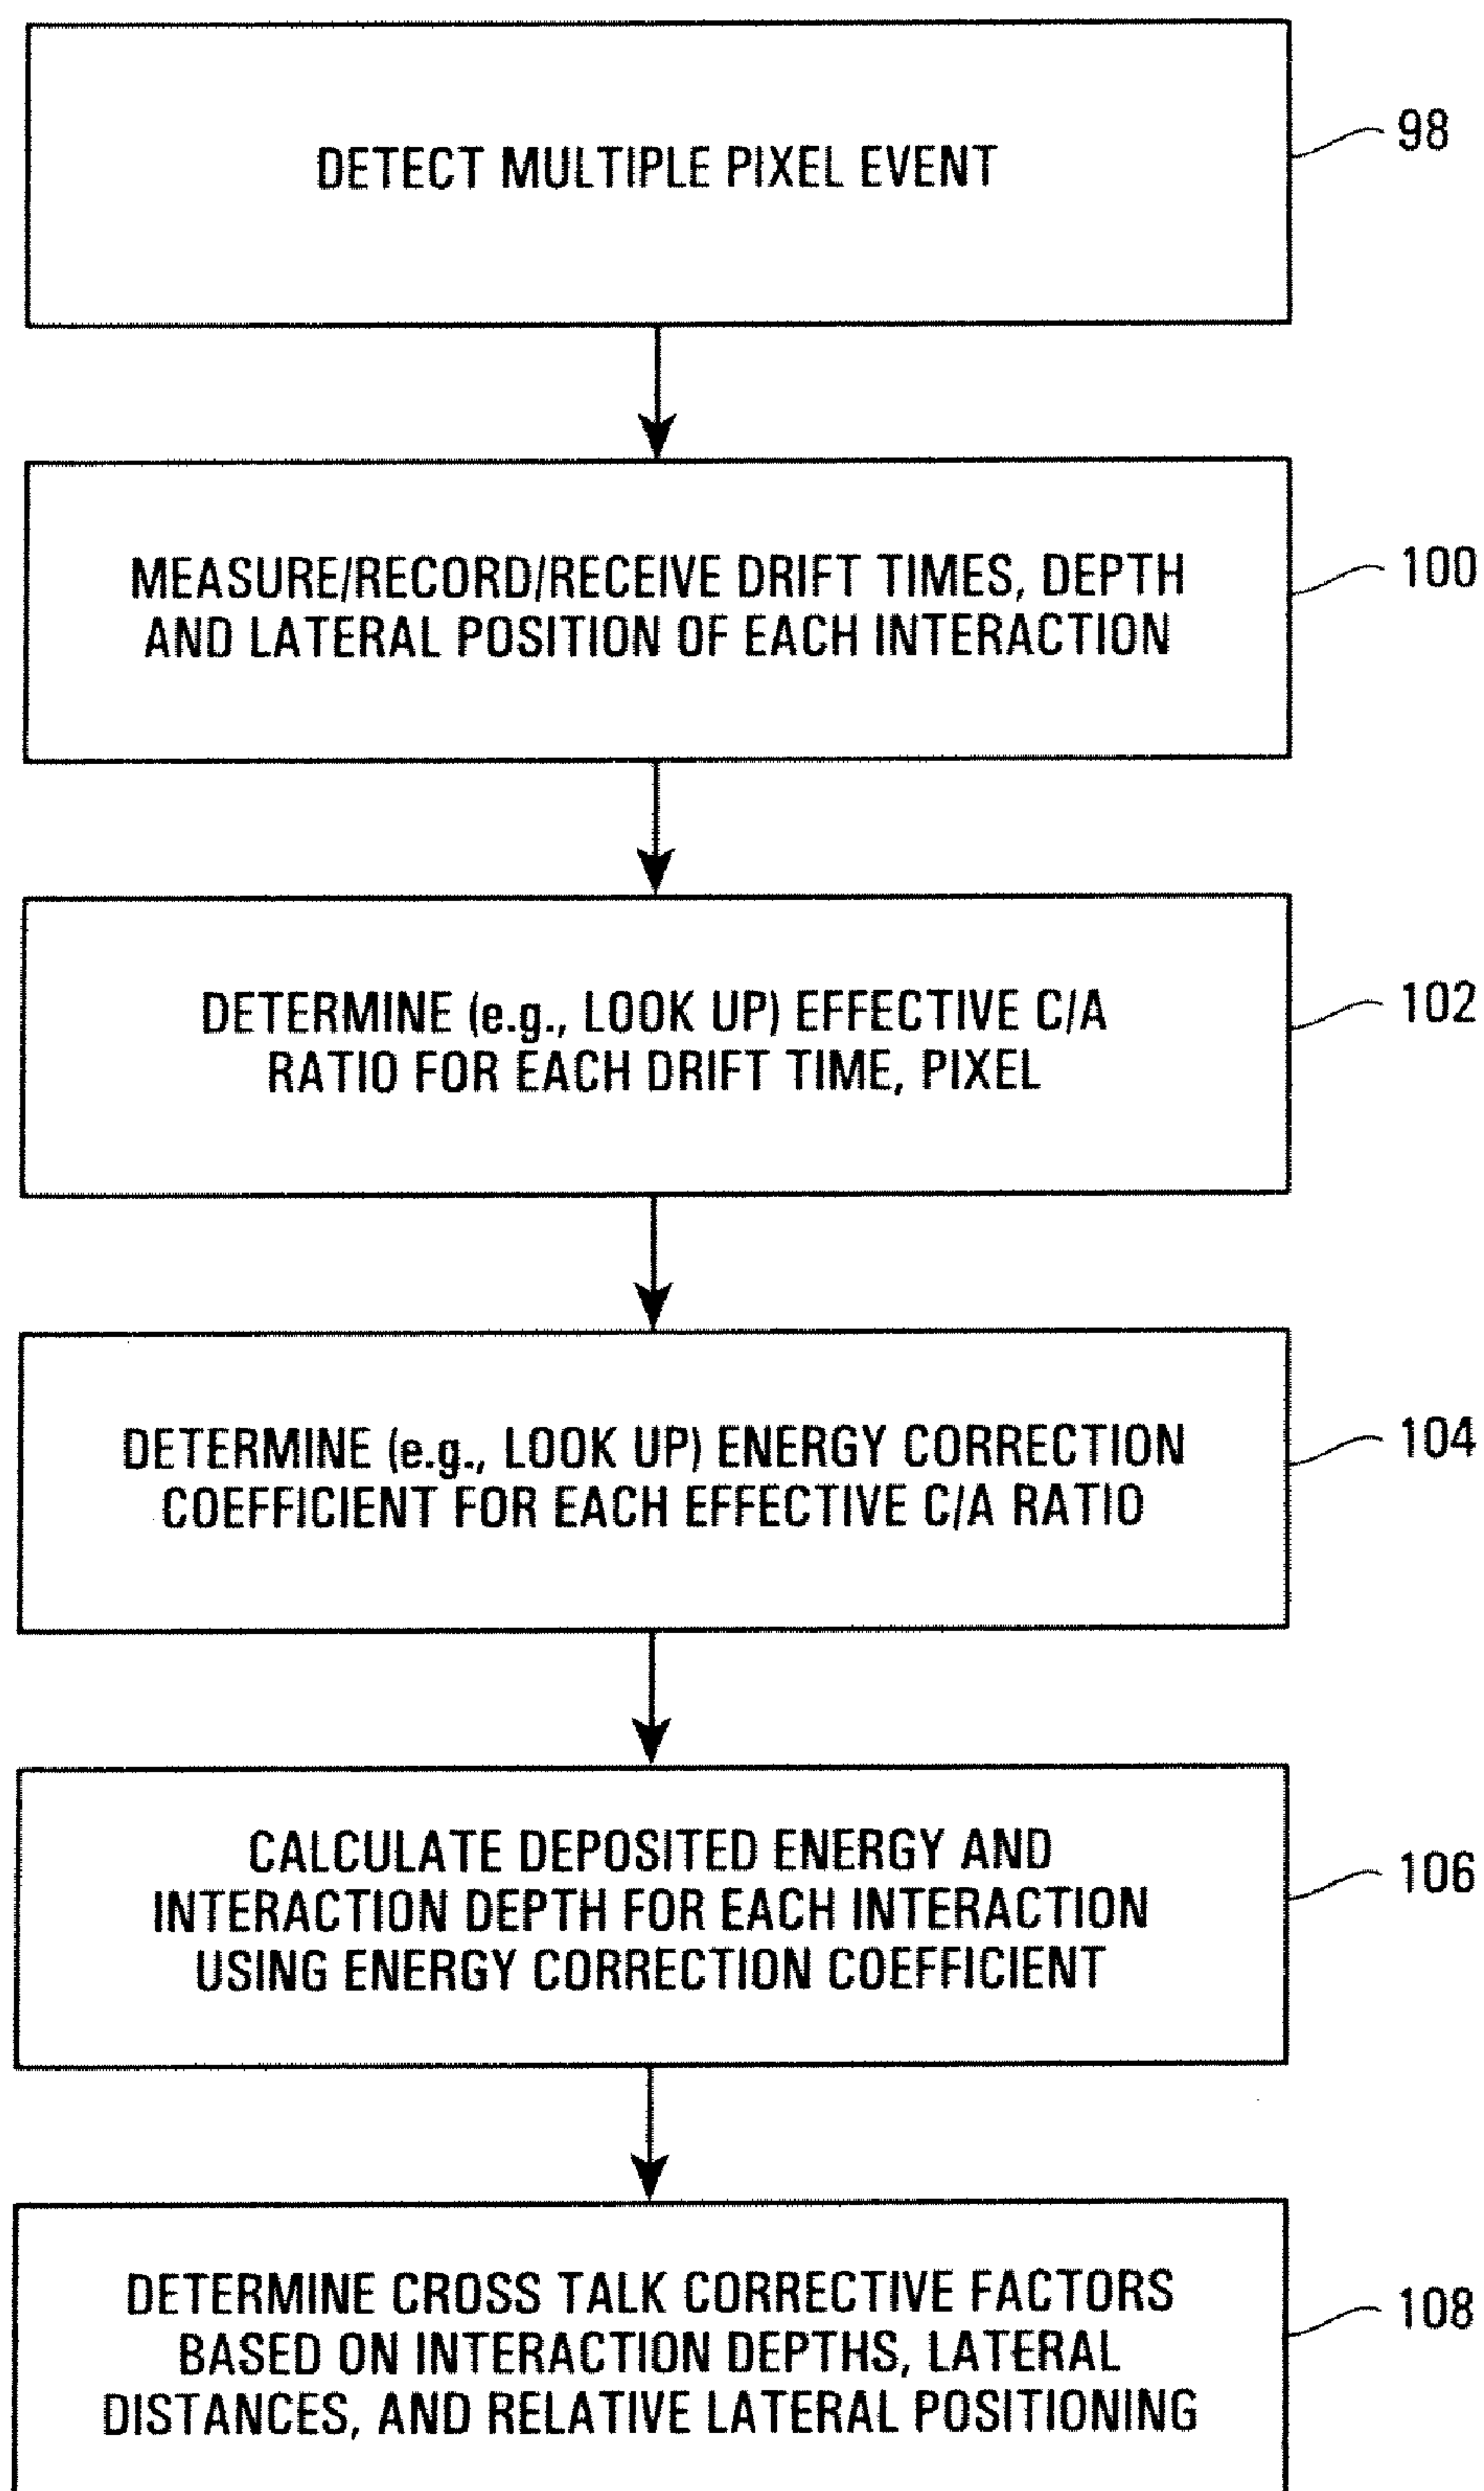 DETECT MULTIPLE PIXEL EVENT
98
MEASURE/RECORD/RECEIVE DRIFT TIMES, DEPTH
AND LATERAL POSITION OF EACH INTERACTION
100
DETERMINE (e.g., LOOK UP) EFFECTIVE C/A
RATIO FOR EACH DRIFT TIME, PIXEL
102
DETERMINE (e.g., LOOK UP) ENERGY CORRECTION
COEFFICIENT FOR EACH EFFECTIVE C/A RATIO
104
CALCULATE DEPOSITED ENERGY AND
INTERACTION DEPTH FOR EACH INTERACTION
USING ENERGY CORRECTION COEFFICIENT
106
DETERMINE CROSS TALK CORRECTIVE FACTORS
BASED ON INTERACTION DEPTHS, LATERAL
DISTANCES, AND RELATIVE LATERAL POSITIONING
108